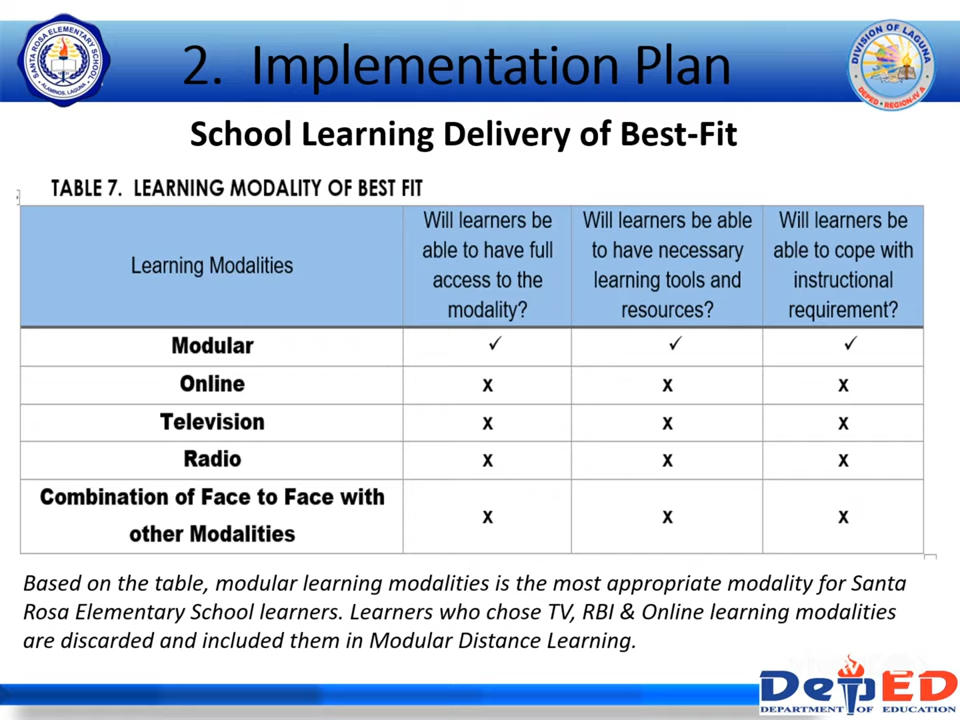 2. Implementation Plan
SANTA ROSA ELEMENTARY SCHOOL
ALAMINOS, LAGUNA
DIVISION OF LAGUNA
DEPED - REGION IV-A
School Learning Delivery of Best-Fit
TABLE 7. LEARNING MODALITY OF BEST FIT
Learning Modalities
Will learners be
able to have full
access to the
modality?
Will learners be able
to have necessary
learning tools and
resources?
Will learners be
able to cope with
instructional
requirement?
Modular ✓ ✓ ✓
Online x x x
Television x x x
Radio x x x
Combination of Face to Face with
other Modalities
x x x
Based on the table, modular learning modalities is the most appropriate modality for Santa
Rosa Elementary School learners. Learners who chose TV, RBI & Online learning modalities
are discarded and included them in Modular Distance Learning.
DepED
DEPARTMENT OF EDUCATION